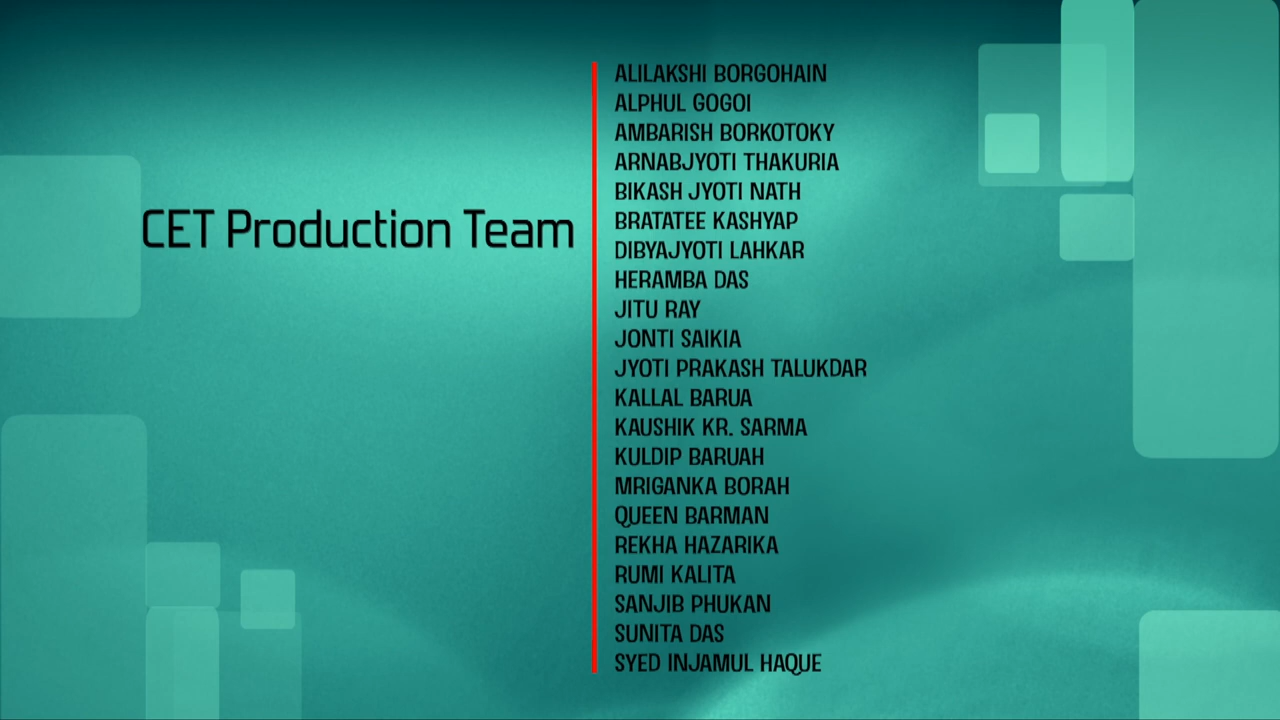 CET Production Team
ALILAKSHI BORGOHAIN
ALPHUL GOGOI
AMBARISH BORKOTOKY
ARNABJYOTI THAKURIA
BIKASH JYOTI NATH
BRATATEE KASHYAP
DIBYAJYOTI LAHKAR
HERAMBA DAS
JITU RAY
JONTI SAIKIA
JYOTI PRAKASH TALUKDAR
KALLAL BARUA
KAUSHIK KR. SARMA
KULDIP BARUAH
MRIGANKA BORAH
QUEEN BARMAN
REKHA HAZARIKA
RUMI KALITA
SANJIB PHUKAN
SUNITA DAS
SYED INJAMUL HAQUE